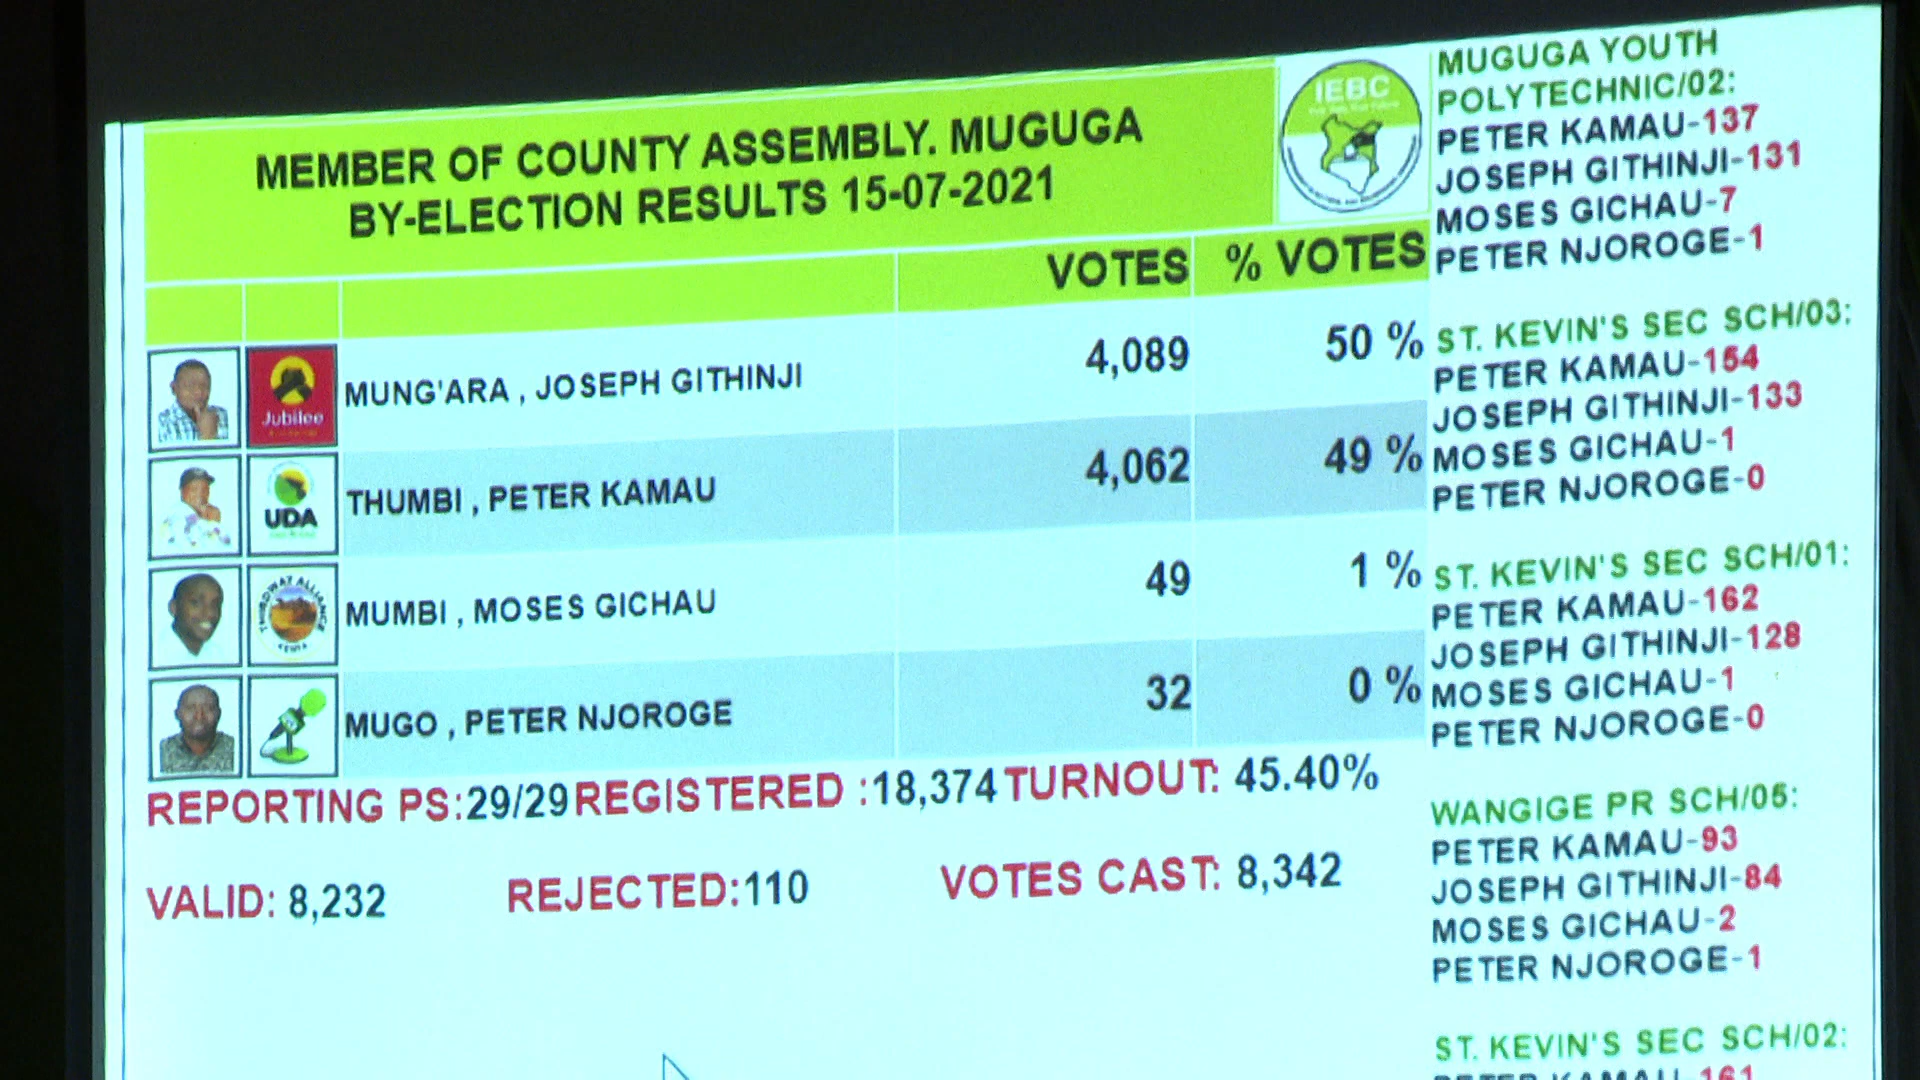 MEMBER OF COUNTY ASSEMBLY. MUGUGA
BY-ELECTION RESULTS 15-07-2021
IEBC
VOTES % VOTES
Jubilee MUNG'ARA , JOSEPH GITHINJI 4,089 50 %
UDA THUMBI , PETER KAMAU 4,062 49 %
THIRDWAY ALLIANCE KENYA MUMBI , MOSES GICHAU 49 1 %
MUGO , PETER NJOROGE 32 0 %
REPORTING PS:29/29 REGISTERED :18,374 TURNOUT: 45.40%
VALID: 8,232 REJECTED:110 VOTES CAST: 8,342
MUGUGA YOUTH
POLYTECHNIC/02:
PETER KAMAU-137
JOSEPH GITHINJI-131
MOSES GICHAU-7
PETER NJOROGE-1
ST. KEVIN'S SEC SCH/03:
PETER KAMAU-154
JOSEPH GITHINJI-133
MOSES GICHAU-1
PETER NJOROGE-0
ST. KEVIN'S SEC SCH/01:
PETER KAMAU-162
JOSEPH GITHINJI-128
MOSES GICHAU-1
PETER NJOROGE-0
WANGIGE PR SCH/05:
PETER KAMAU-93
JOSEPH GITHINJI-84
MOSES GICHAU-2
PETER NJOROGE-1
ST. KEVIN'S SEC SCH/02:
PETER KAMAU-161